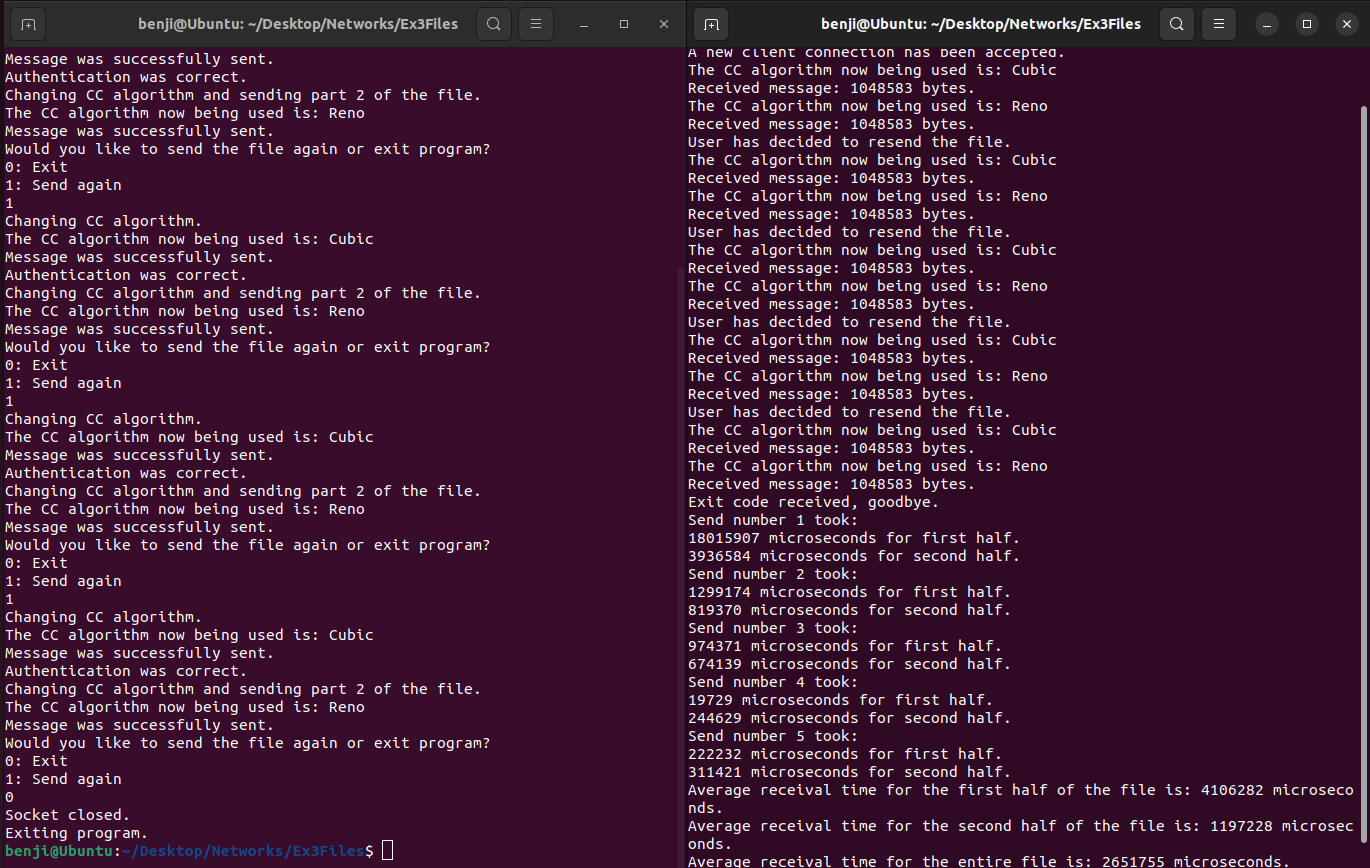 benji@Ubuntu: ~/Desktop/Networks/Ex3Files
Message was successfully sent.
Authentication was correct.
Changing CC algorithm and sending part 2 of the file.
The CC algorithm now being used is: Reno
Message was successfully sent.
Would you like to send the file again or exit program?
0: Exit
1: Send again
1
Changing CC algorithm.
The CC algorithm now being used is: Cubic
Message was successfully sent.
Authentication was correct.
Changing CC algorithm and sending part 2 of the file.
The CC algorithm now being used is: Reno
Message was successfully sent.
Would you like to send the file again or exit program?
0: Exit
1: Send again
1
Changing CC algorithm.
The CC algorithm now being used is: Cubic
Message was successfully sent.
Authentication was correct.
Changing CC algorithm and sending part 2 of the file.
The CC algorithm now being used is: Reno
Message was successfully sent.
Would you like to send the file again or exit program?
0: Exit
1: Send again
1
Changing CC algorithm.
The CC algorithm now being used is: Cubic
Message was successfully sent.
Authentication was correct.
Changing CC algorithm and sending part 2 of the file.
The CC algorithm now being used is: Reno
Message was successfully sent.
Would you like to send the file again or exit program?
0: Exit
1: Send again
0
Socket closed.
Exiting program.
benji@Ubuntu:~/Desktop/Networks/Ex3Files$
benji@Ubuntu: ~/Desktop/Networks/Ex3Files
A new client connection has been accepted.
The CC algorithm now being used is: Cubic
Received message: 1048583 bytes.
The CC algorithm now being used is: Reno
Received message: 1048583 bytes.
User has decided to resend the file.
The CC algorithm now being used is: Cubic
Received message: 1048583 bytes.
The CC algorithm now being used is: Reno
Received message: 1048583 bytes.
User has decided to resend the file.
The CC algorithm now being used is: Cubic
Received message: 1048583 bytes.
The CC algorithm now being used is: Reno
Received message: 1048583 bytes.
User has decided to resend the file.
The CC algorithm now being used is: Cubic
Received message: 1048583 bytes.
The CC algorithm now being used is: Reno
Received message: 1048583 bytes.
User has decided to resend the file.
The CC algorithm now being used is: Cubic
Received message: 1048583 bytes.
The CC algorithm now being used is: Reno
Received message: 1048583 bytes.
Exit code received, goodbye.
Send number 1 took:
18015907 microseconds for first half.
3936584 microseconds for second half.
Send number 2 took:
1299174 microseconds for first half.
819370 microseconds for second half.
Send number 3 took:
974371 microseconds for first half.
674139 microseconds for second half.
Send number 4 took:
19729 microseconds for first half.
244629 microseconds for second half.
Send number 5 took:
222232 microseconds for first half.
311421 microseconds for second half.
Average receival time for the first half of the file is: 4106282 microseco
nds.
Average receival time for the second half of the file is: 1197228 microsec
onds.
Average receival time for the entire file is: 2651755 microseconds.